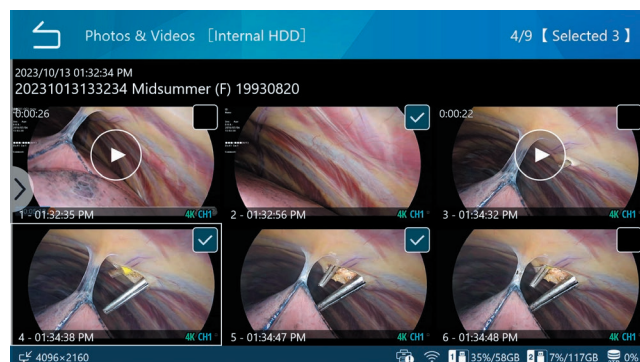 Photos & Videos [Internal HDD]
4/9 【 Selected 3 】
2023/10/13 01:32:34 PM
20231013133234 Midsummer (F) 19930820
0:00:26
0:00:22
1 - 01:32:35 PM 4K CH1
2 - 01:32:56 PM 4K CH1
3 - 01:34:32 PM 4K CH1
4 - 01:34:38 PM 4K CH1
5 - 01:34:47 PM 4K CH1
6 - 01:34:48 PM 4K CH1
4096×2160
1 35%/58GB 2 7%/117GB 0%